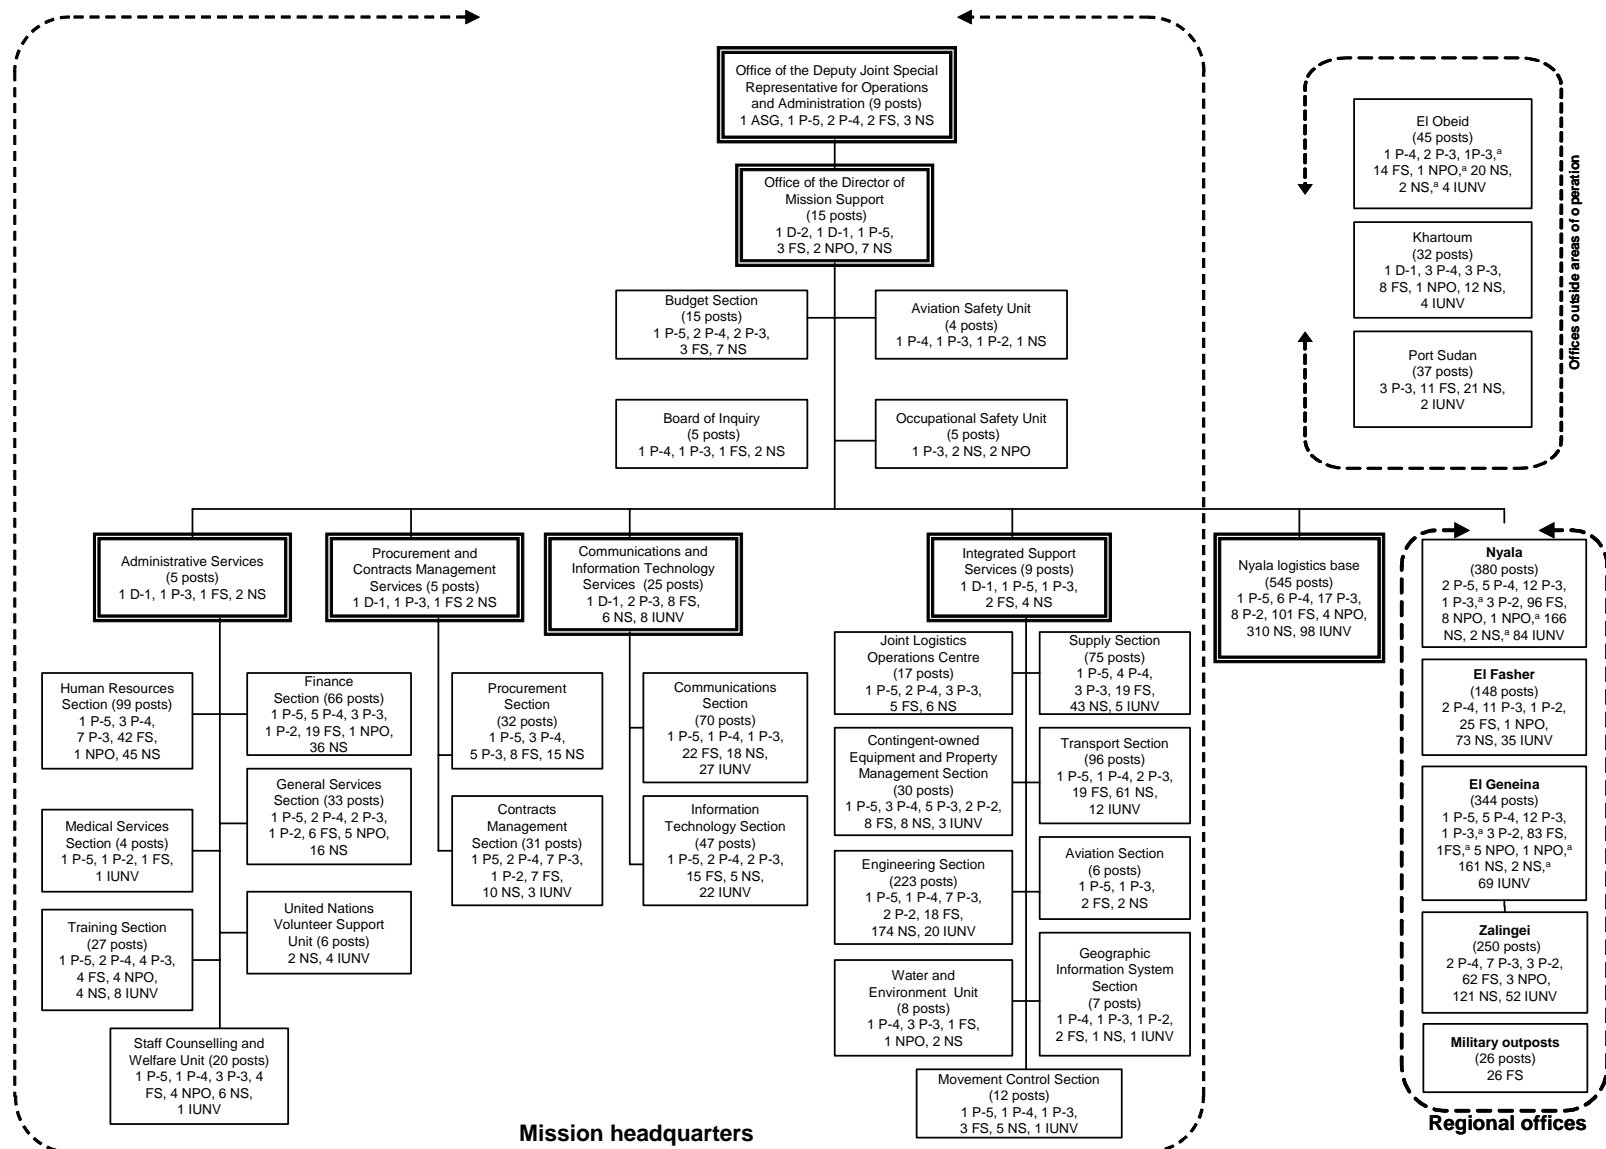 Office of the Deputy Joint Special
Representative for Operations
and Administration (9 posts)
1 ASG, 1 P-5, 2 P-4, 2 FS, 3 NS
Office of the Director of
Mission Support
(15 posts)
1 D-2, 1 D-1, 1 P-5,
3 FS, 2 NPO, 7 NS
Budget Section
(15 posts)
1 P-5, 2 P-4, 2 P-3,
3 FS, 7 NS
Aviation Safety Unit
(4 posts)
1 P-4, 1 P-3, 1 P-2, 1 NS
Board of Inquiry
(5 posts)
1 P-4, 1 P-3, 1 FS, 2 NS
Occupational Safety Unit
(5 posts)
1 P-3, 2 NS, 2 NPO
El Obeid
(45 posts)
1 P-4, 2 P-3, 1P-3,ª
14 FS, 1 NPO,ª 20 NS,
2 NS,ª 4 IUNV
Khartoum
(32 posts)
1 D-1, 3 P-4, 3 P-3,
8 FS, 1 NPO, 12 NS,
4 IUNV
Port Sudan
(37 posts)
3 P-3, 11 FS, 21 NS,
2 IUNV
Offices outside areas of operation
Administrative Services
(5 posts)
1 D-1, 1 P-3, 1 FS, 2 NS
Procurement and
Contracts Management
Services (5 posts)
1 D-1, 1 P-3, 1 FS 2 NS
Communications and
Information Technology
Services (25 posts)
1 D-1, 2 P-3, 8 FS,
6 NS, 8 IUNV
Integrated Support
Services (9 posts)
1 D-1, 1 P-5, 1 P-3,
2 FS, 4 NS
Nyala logistics base
(545 posts)
1 P-5, 6 P-4, 17 P-3,
8 P-2, 101 FS, 4 NPO,
310 NS, 98 IUNV
Human Resources
Section (99 posts)
1 P-5, 3 P-4,
7 P-3, 42 FS,
1 NPO, 45 NS
Finance
Section (66 posts)
1 P-5, 5 P-4, 3 P-3,
1 P-2, 19 FS, 1 NPO,
36 NS
General Services
Section (33 posts)
1 P-5, 2 P-4, 2 P-3,
1 P-2, 6 FS, 5 NPO,
16 NS
Medical Services
Section (4 posts)
1 P-5, 1 P-2, 1 FS,
1 IUNV
Training Section
(27 posts)
1 P-5, 2 P-4, 4 P-3,
4 FS, 4 NPO,
4 NS, 8 IUNV
United Nations
Volunteer Support
Unit (6 posts)
2 NS, 4 IUNV
Staff Counselling and
Welfare Unit (20 posts)
1 P-5, 1 P-4, 3 P-3, 4
FS, 4 NPO, 6 NS,
1 IUNV
Procurement
Section
(32 posts)
1 P-5, 3 P-4,
5 P-3, 8 FS, 15 NS
Contracts
Management
Section (31 posts)
1 P5, 2 P-4, 7 P-3,
1 P-2, 7 FS,
10 NS, 3 IUNV
Communications
Section
(70 posts)
1 P-5, 1 P-4, 1 P-3,
22 FS, 18 NS,
27 IUNV
Information
Technology Section
(47 posts)
1 P-5, 2 P-4, 2 P-3,
15 FS, 5 NS,
22 IUNV
Joint Logistics
Operations Centre
(17 posts)
1 P-5, 2 P-4, 3 P-3,
5 FS, 6 NS
Supply Section
(75 posts)
1 P-5, 4 P-4,
3 P-3, 19 FS,
43 NS, 5 IUNV
Contingent-owned
Equipment and Property
Management Section
(30 posts)
1 P-5, 3 P-4, 5 P-3, 2 P-2,
8 FS, 8 NS, 3 IUNV
Transport Section
(96 posts)
1 P-5, 1 P-4, 2 P-3,
19 FS, 61 NS,
12 IUNV
Engineering Section
(223 posts)
1 P-5, 1 P-4, 7 P-3,
2 P-2, 18 FS,
174 NS, 20 IUNV
Aviation Section
(6 posts)
1 P-5, 1 P-3,
2 FS, 2 NS
Water and
Environment Unit
(8 posts)
1 P-4, 3 P-3, 1 FS,
1 NPO, 2 NS
Geographic
Information System
Section
(7 posts)
1 P-4, 1 P-3, 1 P-2,
2 FS, 1 NS, 1 IUNV
Movement Control Section
(12 posts)
1 P-5, 1 P-4, 1 P-3,
3 FS, 5 NS, 1 IUNV
Nyala
(380 posts)
2 P-5, 5 P-4, 12 P-3,
1 P-3,ª 3 P-2, 96 FS,
8 NPO, 1 NPO,ª 166
NS, 2 NS,ª 84 IUNV
El Fasher
(148 posts)
2 P-4, 11 P-3, 1 P-2,
25 FS, 1 NPO,
73 NS, 35 IUNV
El Geneina
(344 posts)
1 P-5, 5 P-4, 12 P-3,
1 P-3,ª 3 P-2, 83 FS,
1FS,ª 5 NPO, 1 NPO,ª
161 NS, 2 NS,ª
69 IUNV
Zalingei
(250 posts)
2 P-4, 7 P-3, 3 P-2,
62 FS, 3 NPO,
121 NS, 52 IUNV
Military outposts
(26 posts)
26 FS
Mission headquarters
Regional offices